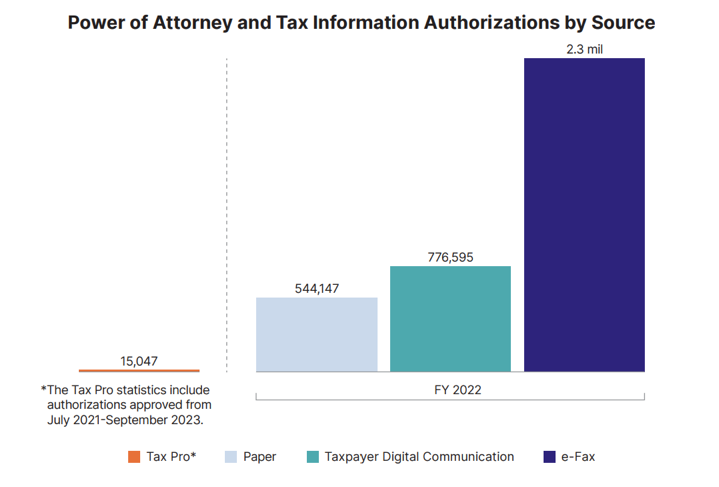 Power of Attorney and Tax Information Authorizations by Source
2.3 mil
776,595
544,147
15,047
*The Tax Pro statistics include
authorizations approved from
July 2021-September 2023.
FY 2022
Tax Pro*
Paper
Taxpayer Digital Communication
e-Fax